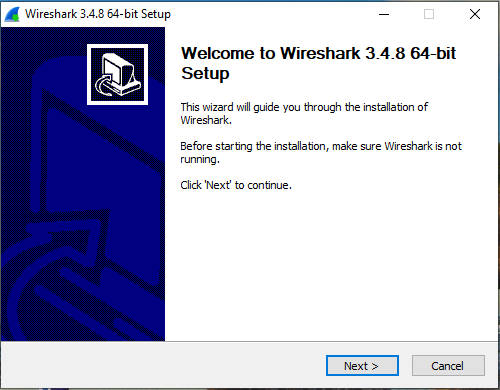 Wireshark 3.4.8 64-bit Setup
Welcome to Wireshark 3.4.8 64-bit
Setup
This wizard will guide you through the installation of
Wireshark.
Before starting the installation, make sure Wireshark is not
running.
Click 'Next' to continue.
Next >
Cancel